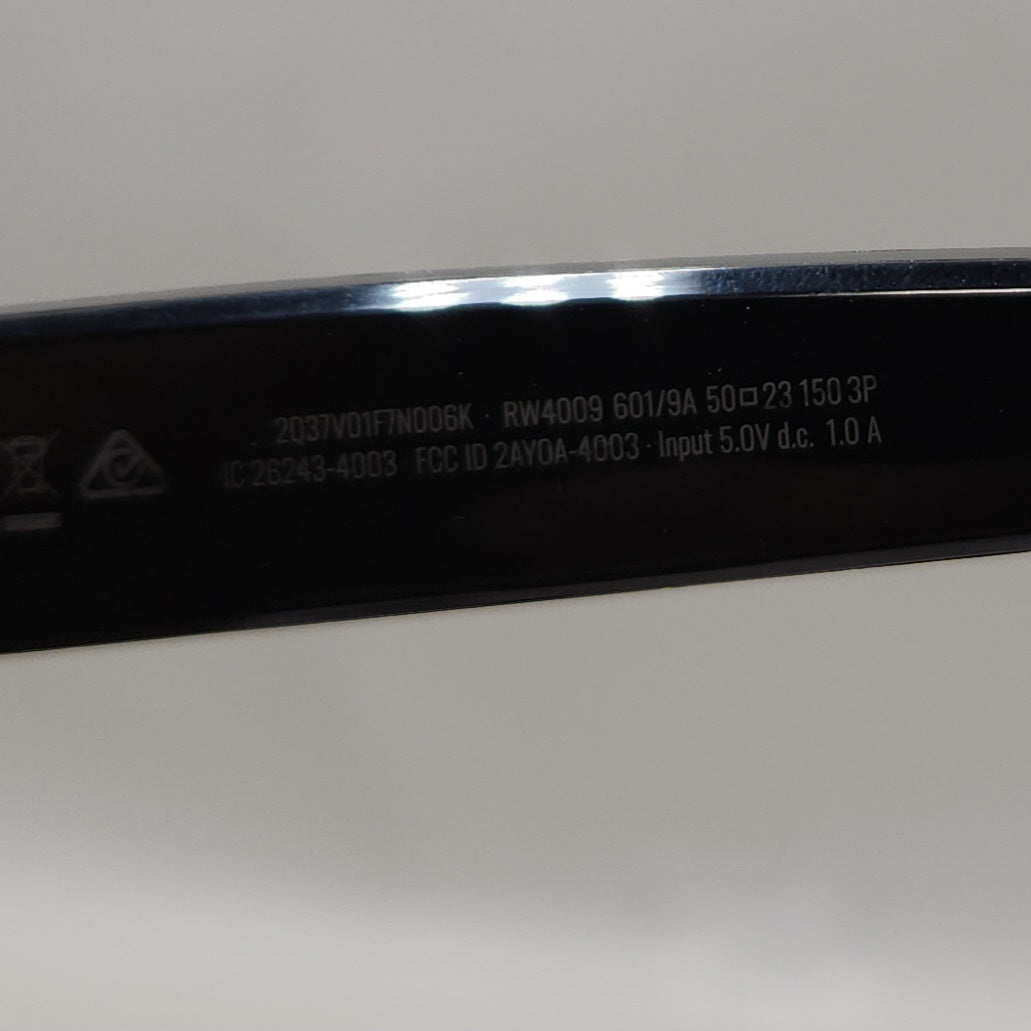 2Q37V01F7N006K · RW4009 601/9A 50□23 150 3P
IC 26243-4003 FCC ID 2AYOA-4003 · Input 5.0V d.c. 1.0 A